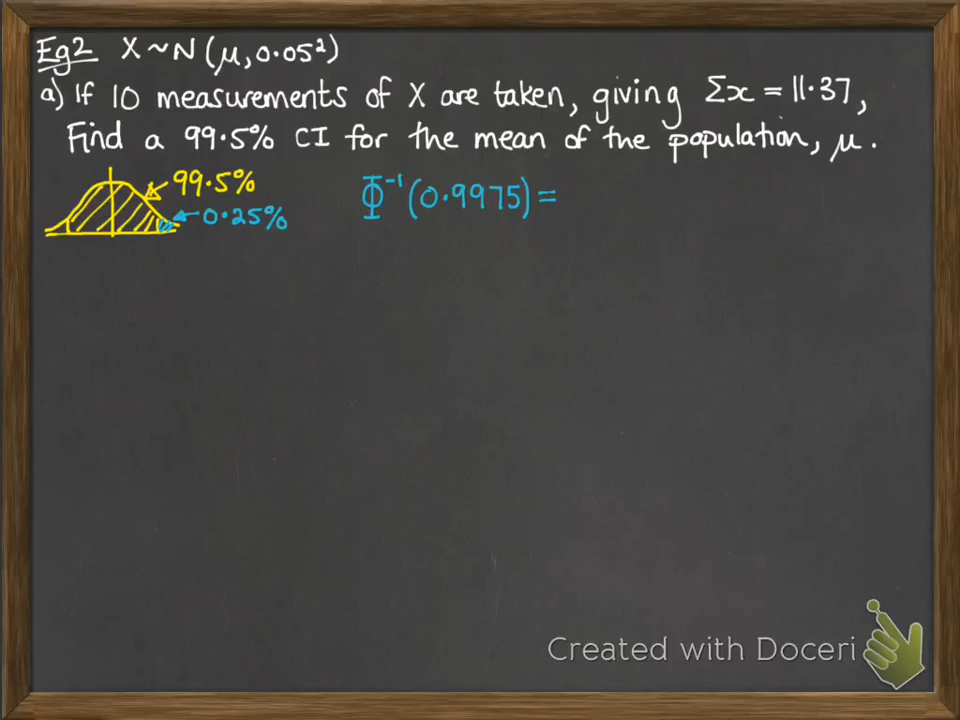 Eg2 X ~ N (μ, 0.05²)
a) If 10 measurements of X are taken, giving Σx = 11.37,
Find a 99.5% CI for the mean of the population, μ.
99.5%
0.25%
Φ⁻¹(0.9975) =
Created with Doceri